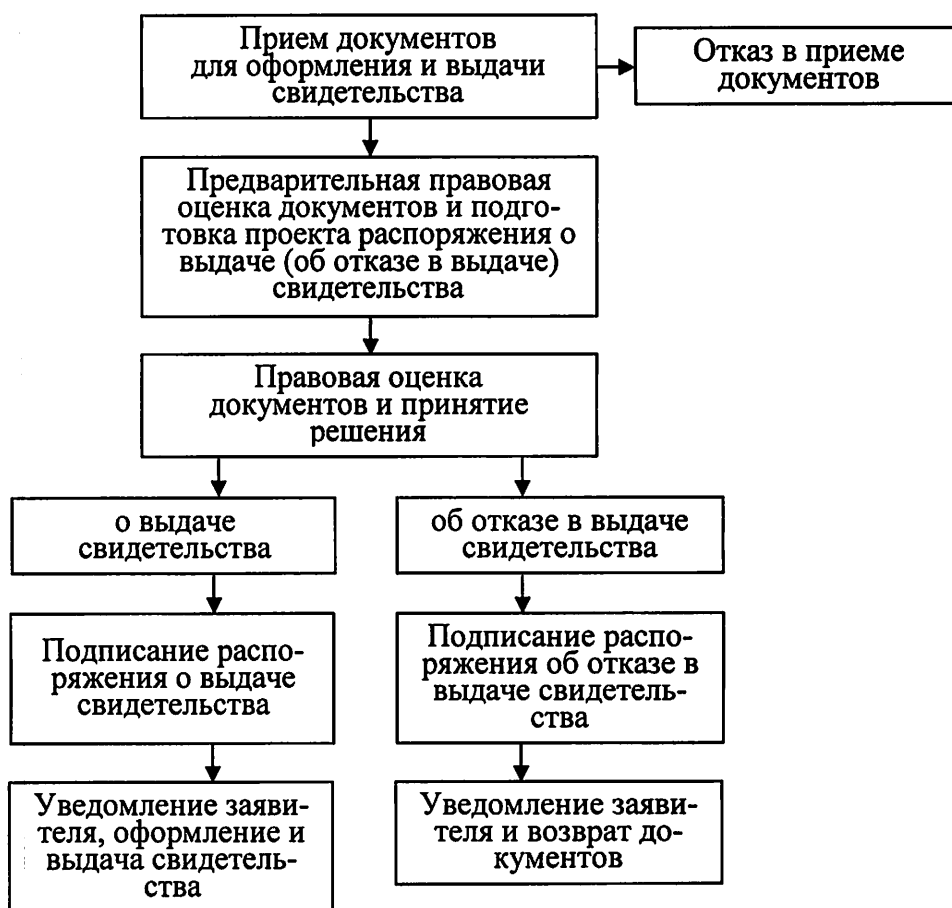 Прием документов
для оформления и выдачи
свидетельства
Отказ в приеме
документов
Предварительная правовая
оценка документов и подго-
товка проекта распоряжения о
выдаче (об отказе в выдаче)
свидетельства
Правовая оценка
документов и принятие
решения
о выдаче
свидетельства
об отказе в выдаче
свидетельства
Подписание распо-
ряжения о выдаче
свидетельства
Подписание распо-
ряжения об отказе в
выдаче свидетель-
ства
Уведомление заяви-
теля, оформление и
выдача свидетель-
ства
Уведомление заяви-
теля и возврат до-
кументов